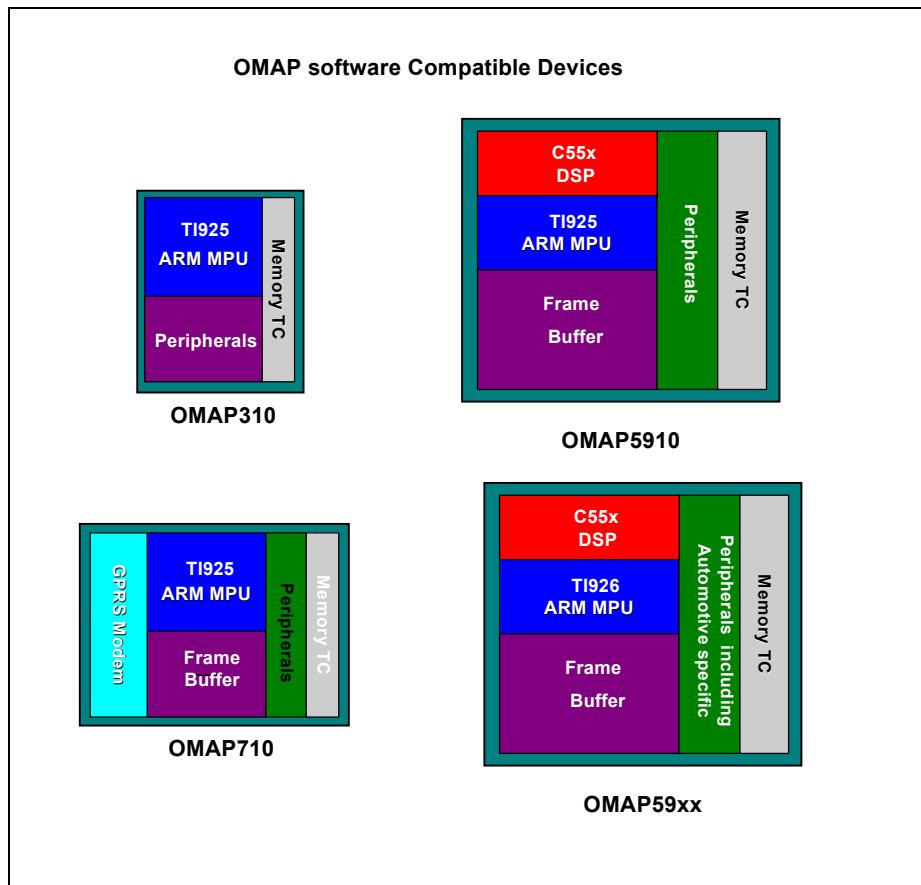 OMAP software Compatible Devices
TI925
ARM MPU
Peripherals
Memory TC
OMAP310
C55x
DSP
TI925
ARM MPU
Frame
Buffer
Peripherals
Memory TC
OMAP5910
GPRS Modem
TI925
ARM MPU
Frame
Buffer
Peripherals
Memory TC
OMAP710
C55x
DSP
TI926
ARM MPU
Frame
Buffer
Peripherals including
Automotive specific
Memory TC
OMAP59xx